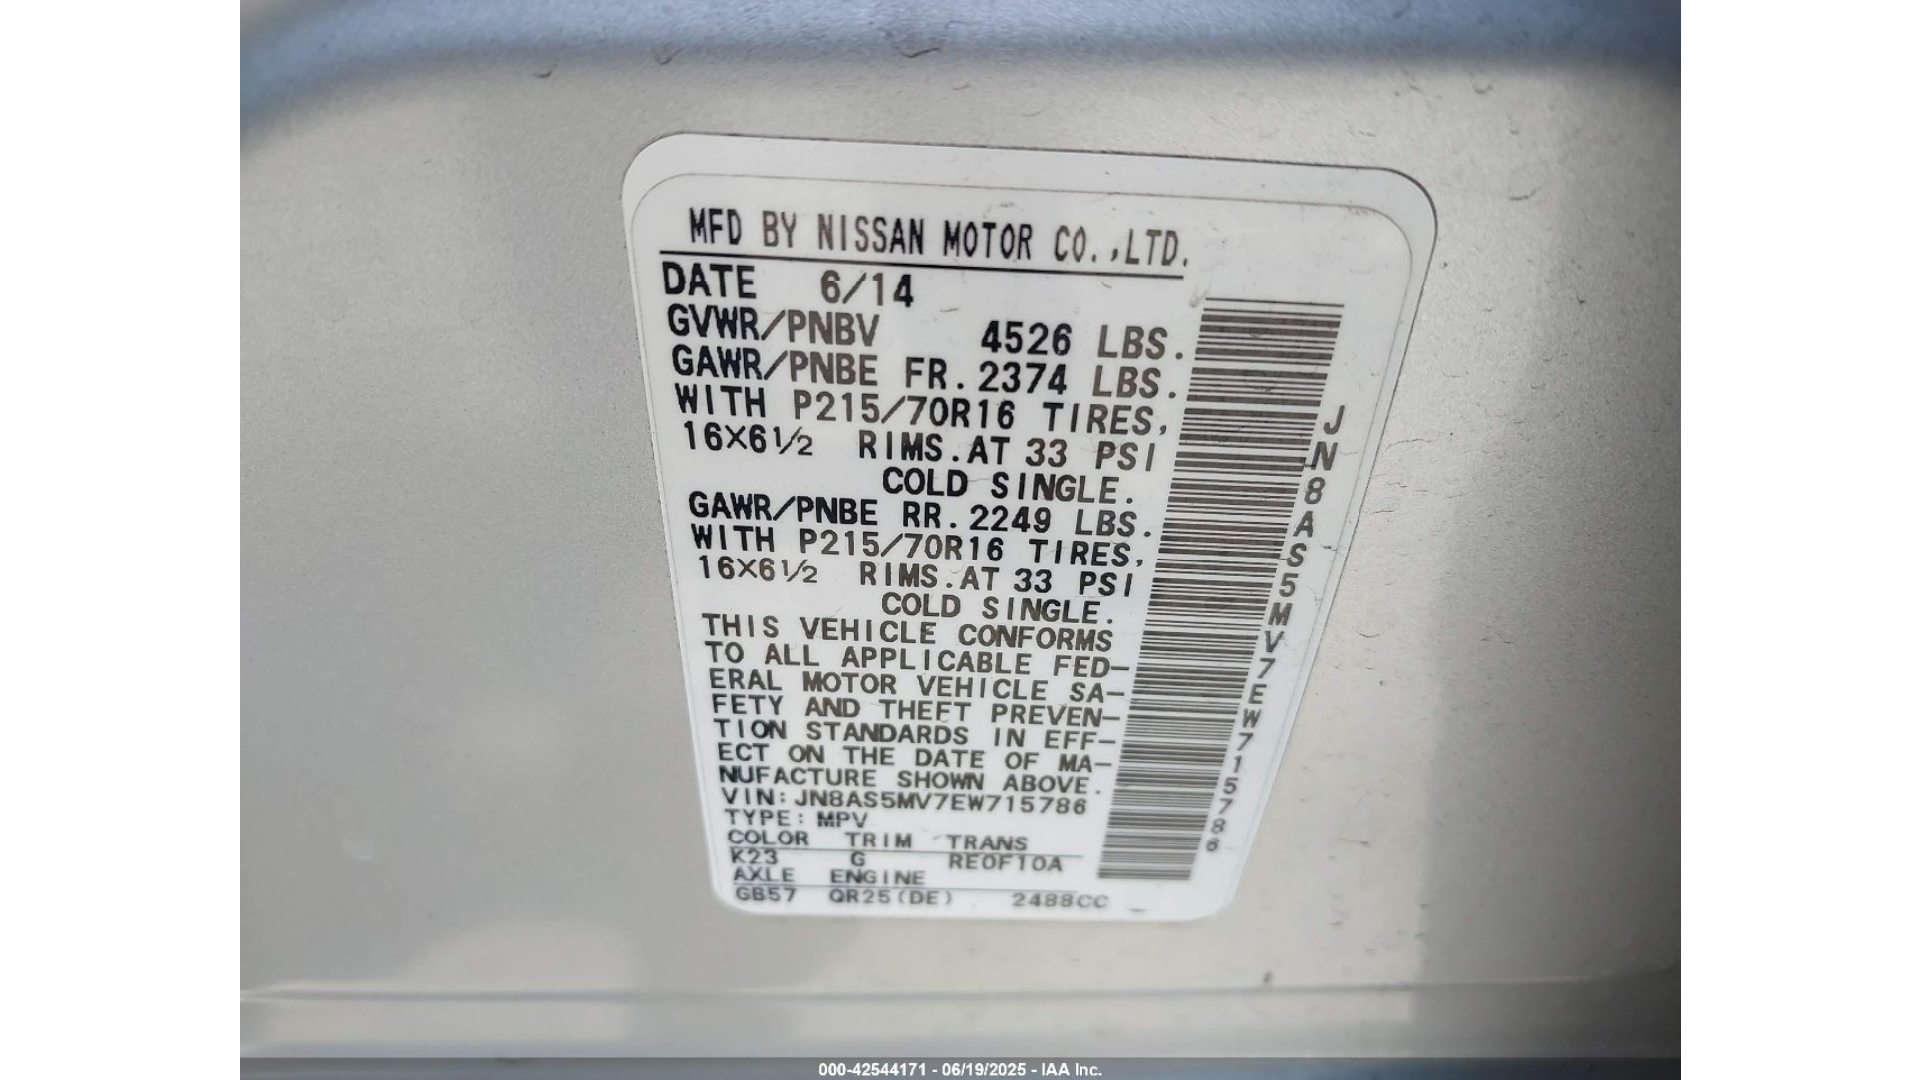 MFD BY NISSAN MOTOR CO.,LTD.
DATE 6/14
GVWR/PNBV 4526 LBS.
GAWR/PNBE FR. 2374 LBS.
WITH P215/70R16 TIRES,
16X6½ RIMS. AT 33 PSI
COLD SINGLE.
GAWR/PNBE RR. 2249 LBS.
WITH P215/70R16 TIRES,
16X6½ RIMS. AT 33 PSI
COLD SINGLE.
THIS VEHICLE CONFORMS
TO ALL APPLICABLE FED-
ERAL MOTOR VEHICLE SA-
FETY AND THEFT PREVEN-
TION STANDARDS IN EFF-
ECT ON THE DATE OF MA-
NUFACTURE SHOWN ABOVE.
VIN: JN8AS5MV7EW715786
TYPE: MPV
COLOR TRIM TRANS
K23 G RE0F10A
AXLE ENGINE
GB57 QR25(DE) 2488CC
JN8AS5MV7EW715786
000-42544171 - 06/19/2025 - IAA Inc.